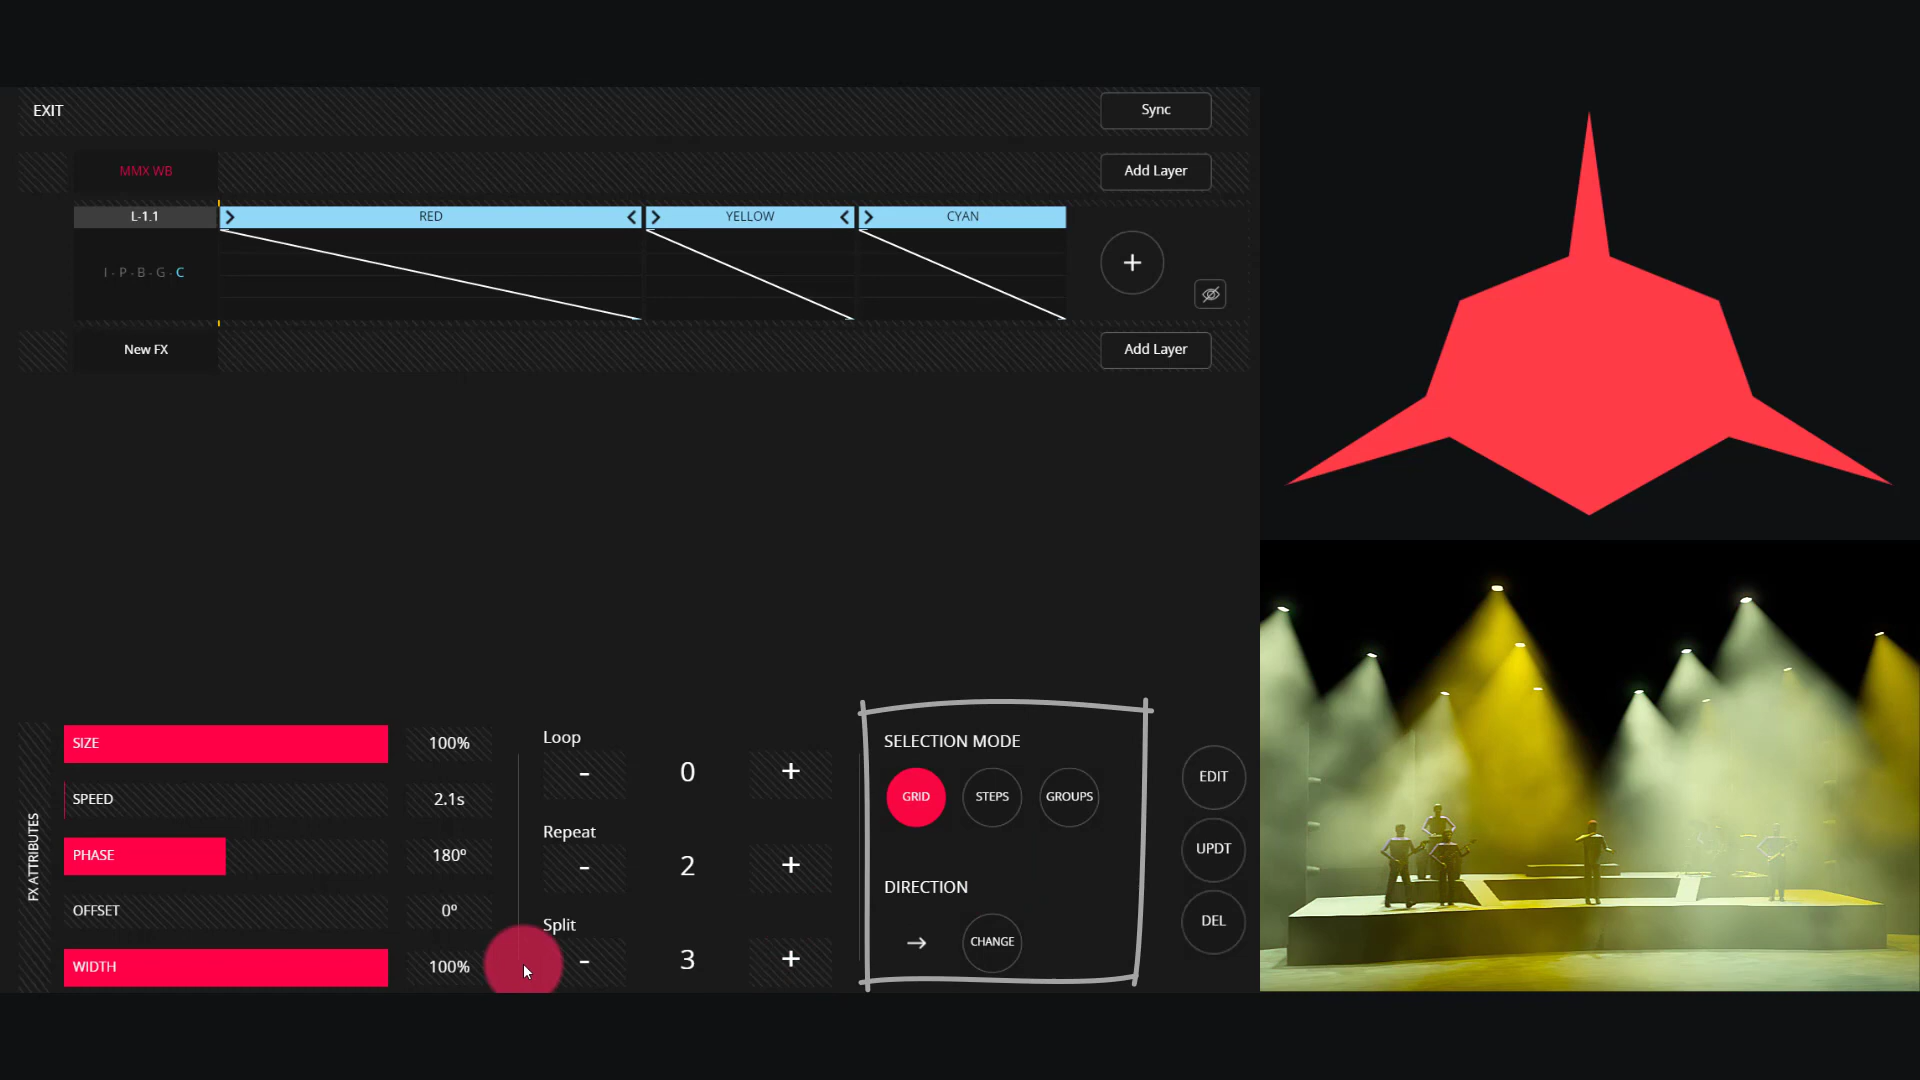 EXIT
Sync
MMX WB
Add Layer
L-1.1
RED
YELLOW
CYAN
I - P - B - G - C
New FX
Add Layer
FX ATTRIBUTES
SIZE
100%
SPEED
2.1s
PHASE
180º
OFFSET
0º
WIDTH
100%
Loop
- 0 +
Repeat
- 2 +
Split
- 3 +
SELECTION MODE
GRID
STEPS
GROUPS
DIRECTION
→
CHANGE
EDIT
UPDT
DEL